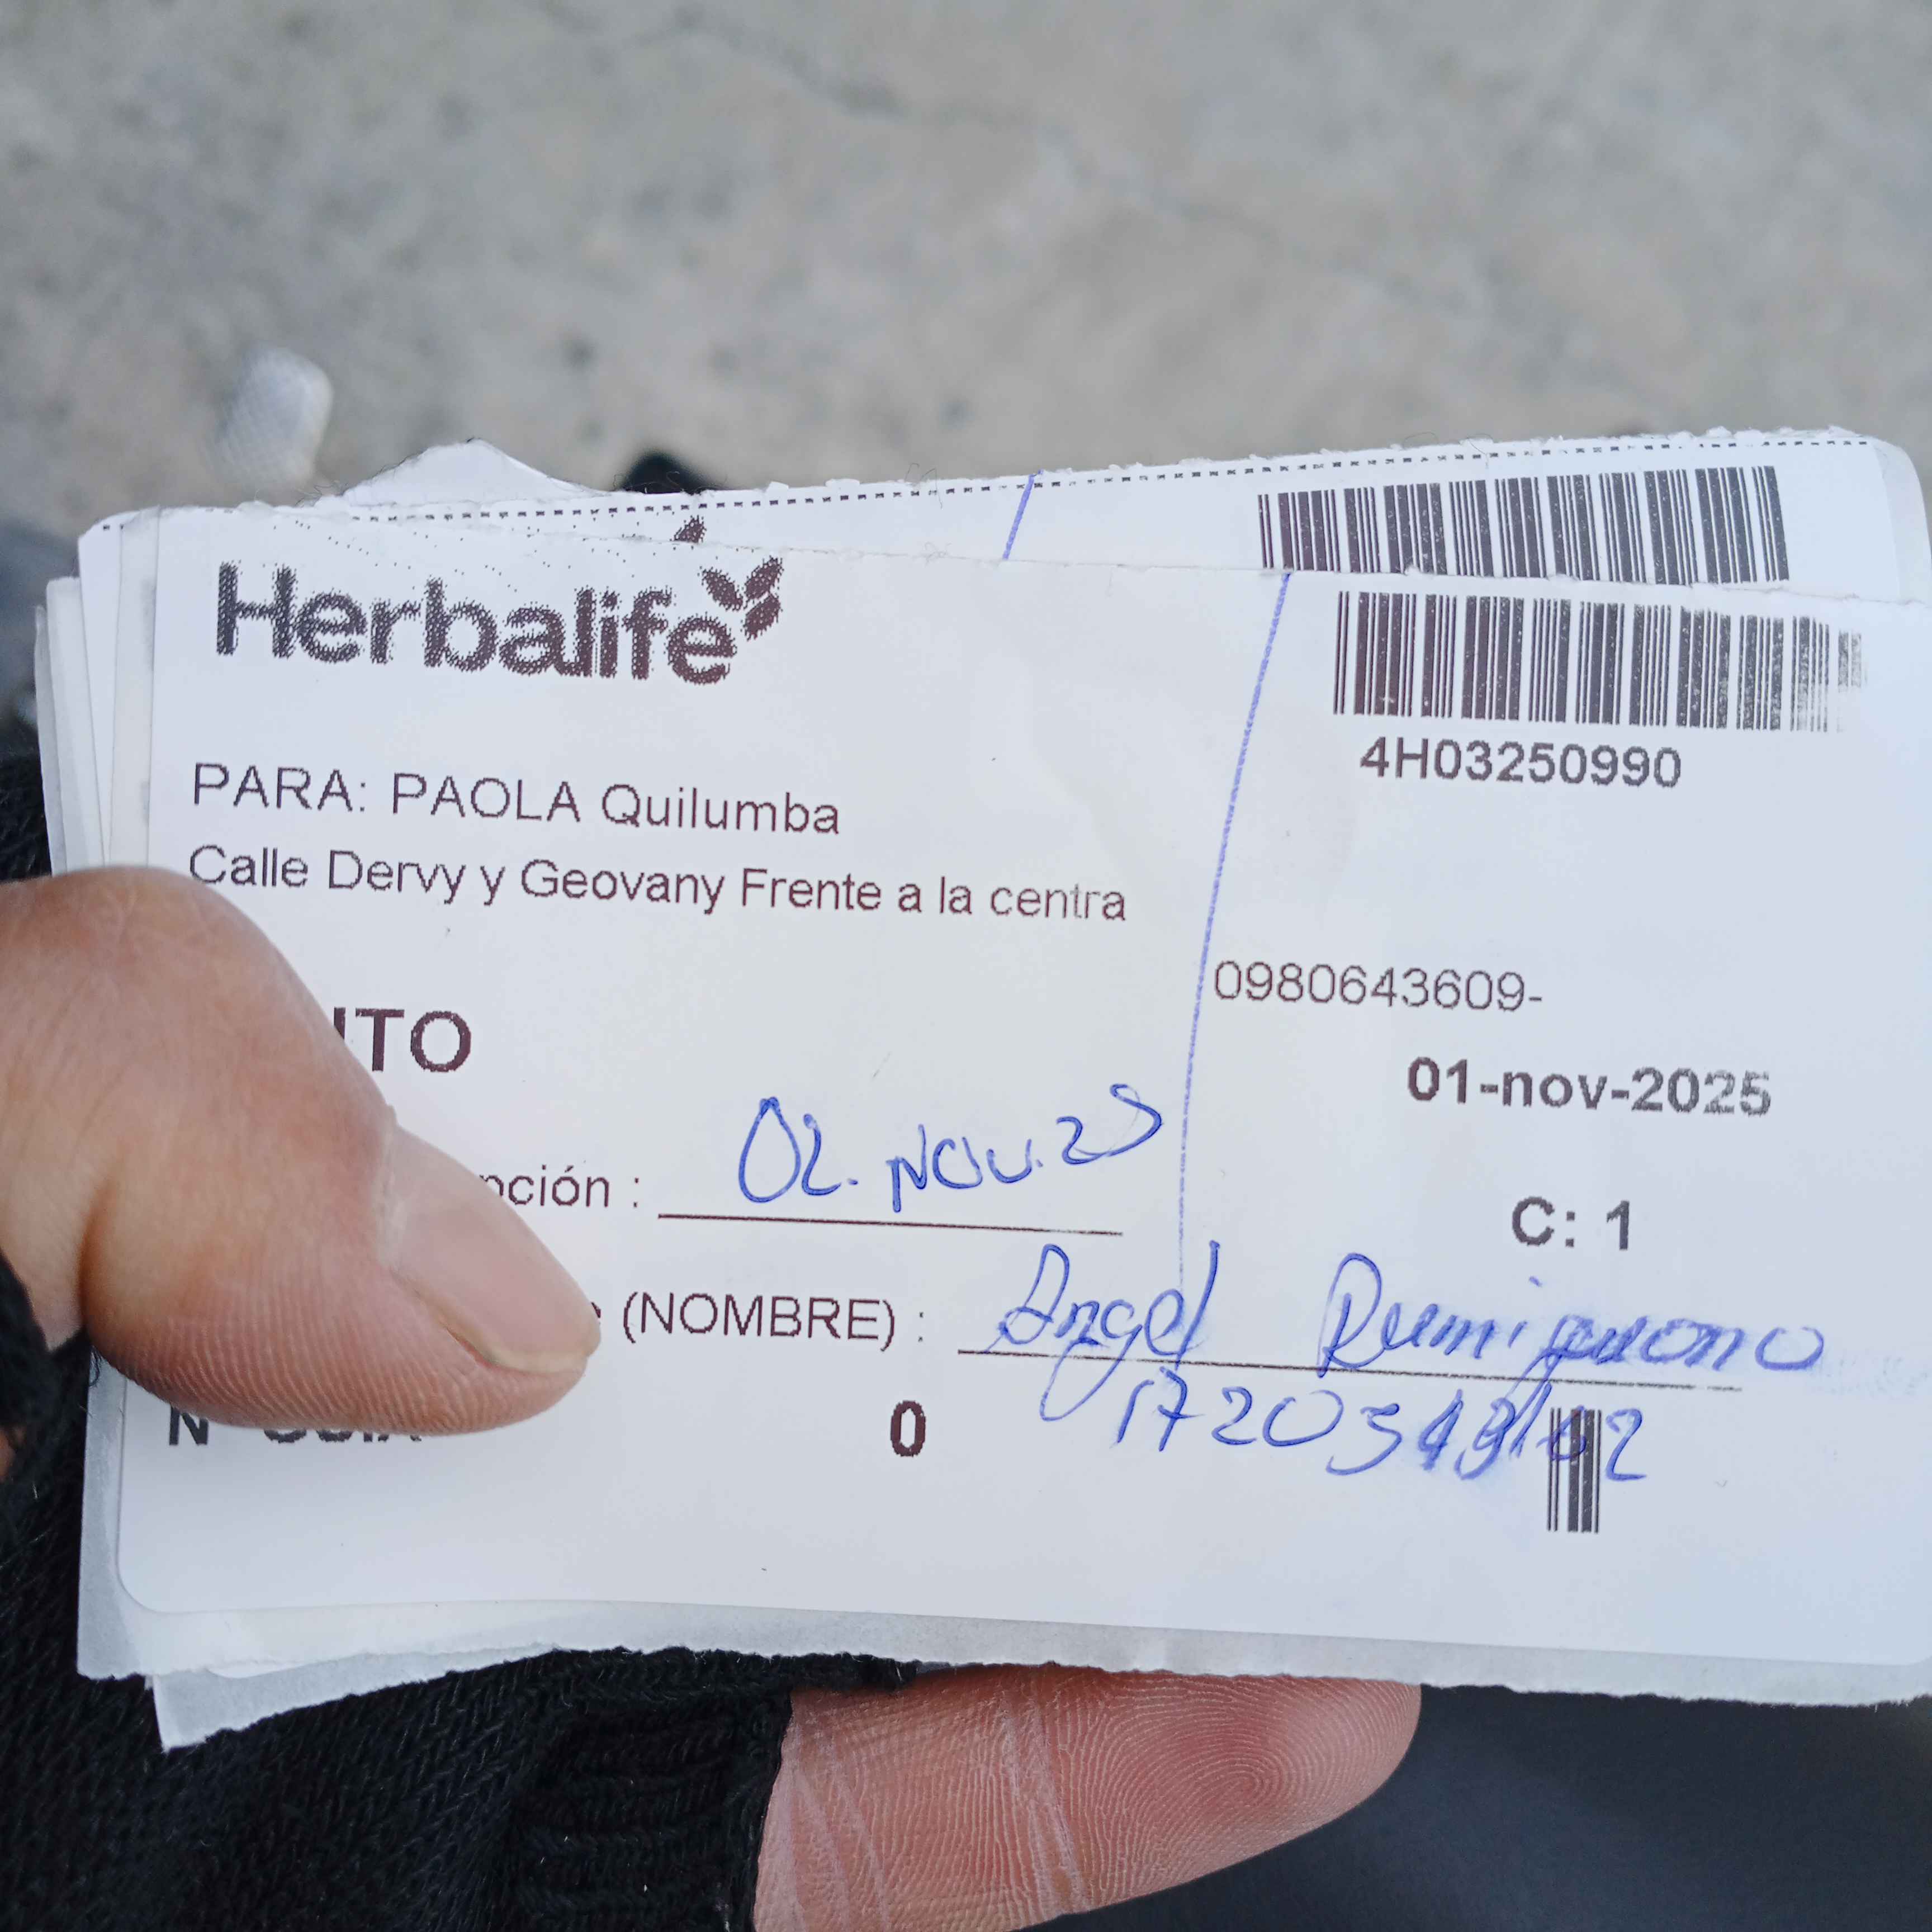 Herbalife
4H03250990
PARA: PAOLA Quilumba
Calle Dervy y Geovany Frente a la centra
0980643609-
ITO
01-nov-2025
pción : 02. NOV. 25
C: 1
(NOMBRE) : Angel
0